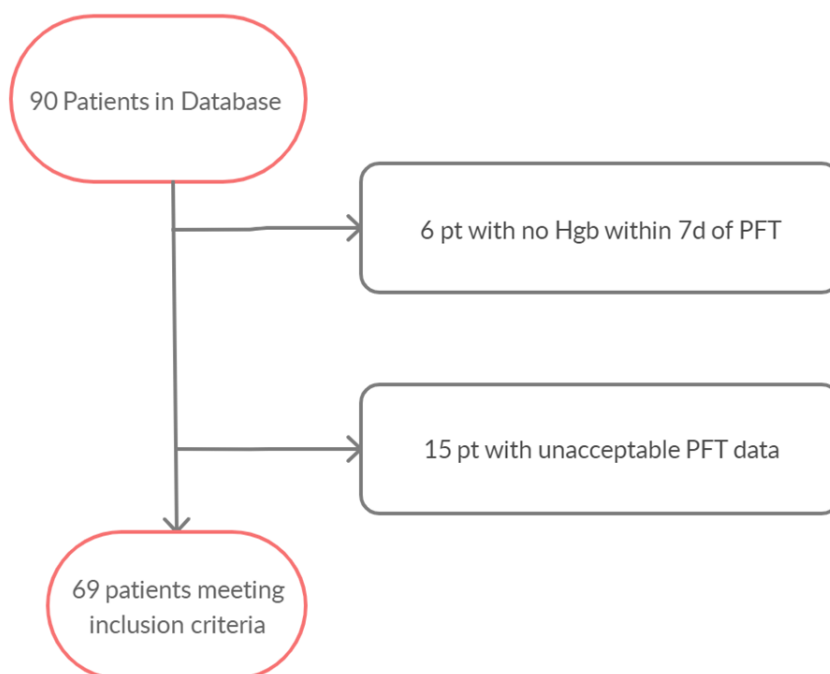 90 Patients in Database
6 pt with no Hgb within 7d of PFT
15 pt with unacceptable PFT data
69 patients meeting
inclusion criteria